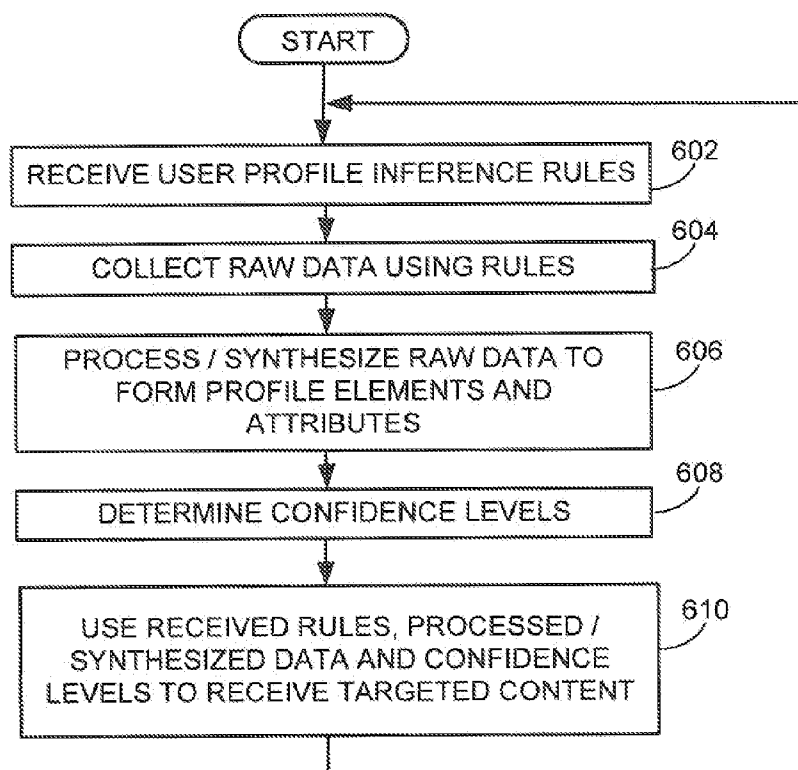 START
RECEIVE USER PROFILE INFERENCE RULES
602
COLLECT RAW DATA USING RULES
604
PROCESS / SYNTHESIZE RAW DATA TO
FORM PROFILE ELEMENTS AND
ATTRIBUTES
606
DETERMINE CONFIDENCE LEVELS
608
USE RECEIVED RULES, PROCESSED /
SYNTHESIZED DATA AND CONFIDENCE
LEVELS TO RECEIVE TARGETED CONTENT
610